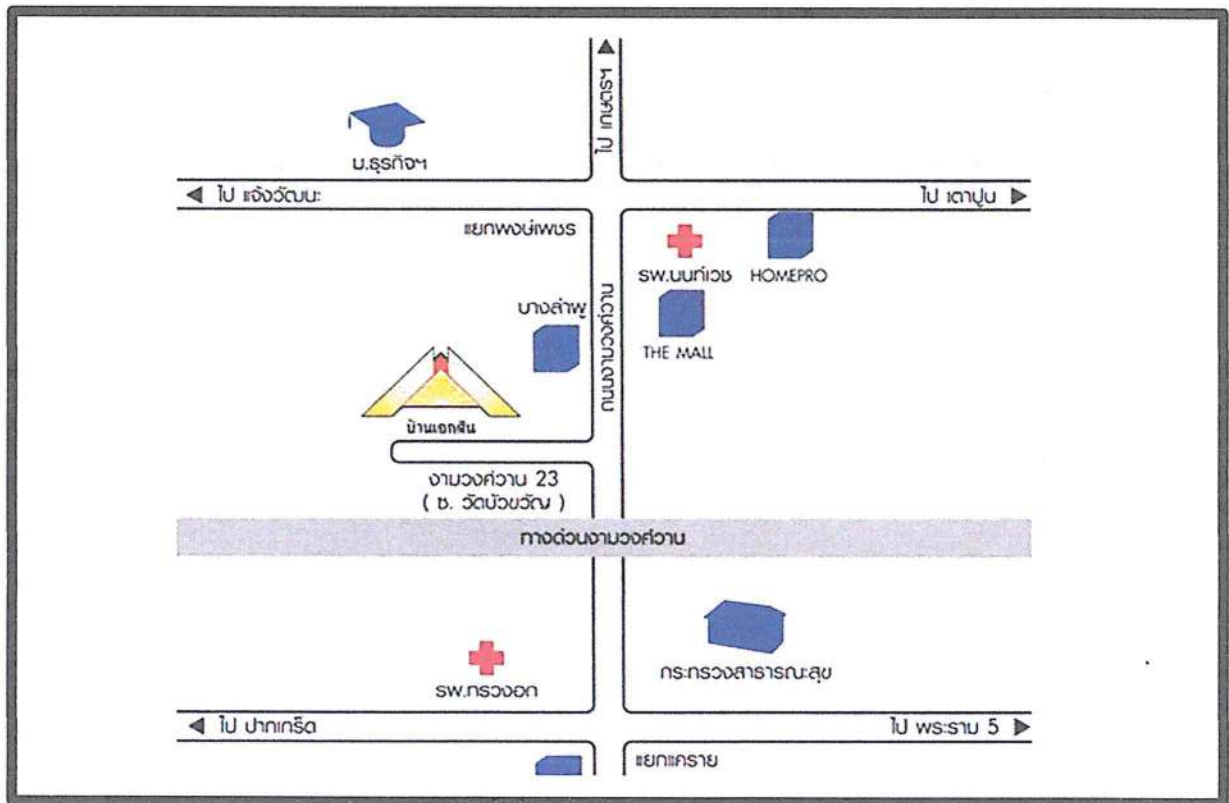 ไป เกษตรฯ
ม.ธุรกิจฯ
ไป แจ้งวัฒนะ
ไป เตาปูน
แยกพงษ์เพชร
รพ.นนท์เวช
HOMEPRO
บางลำพู
ถนนงามวงศ์วาน
THE MALL
บ้านเอกสิน
งามวงศ์วาน 23
( ซ. วัดบัวขวัญ )
ทางด่วนงามวงศ์วาน
กระทรวงสาธารณะสุข
รพ.ทรวงอก
ไป ปากเกร็ด
ไป พระราม 5
แยกแคราย